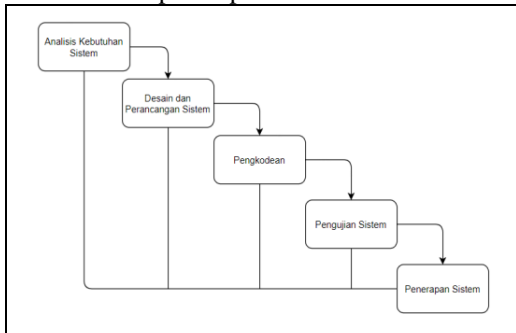 Analisis Kebutuhan
Sistem
Desain dan
Perancangan Sistem
Pengkodean
Pengujian Sistem
Penerapan Sistem